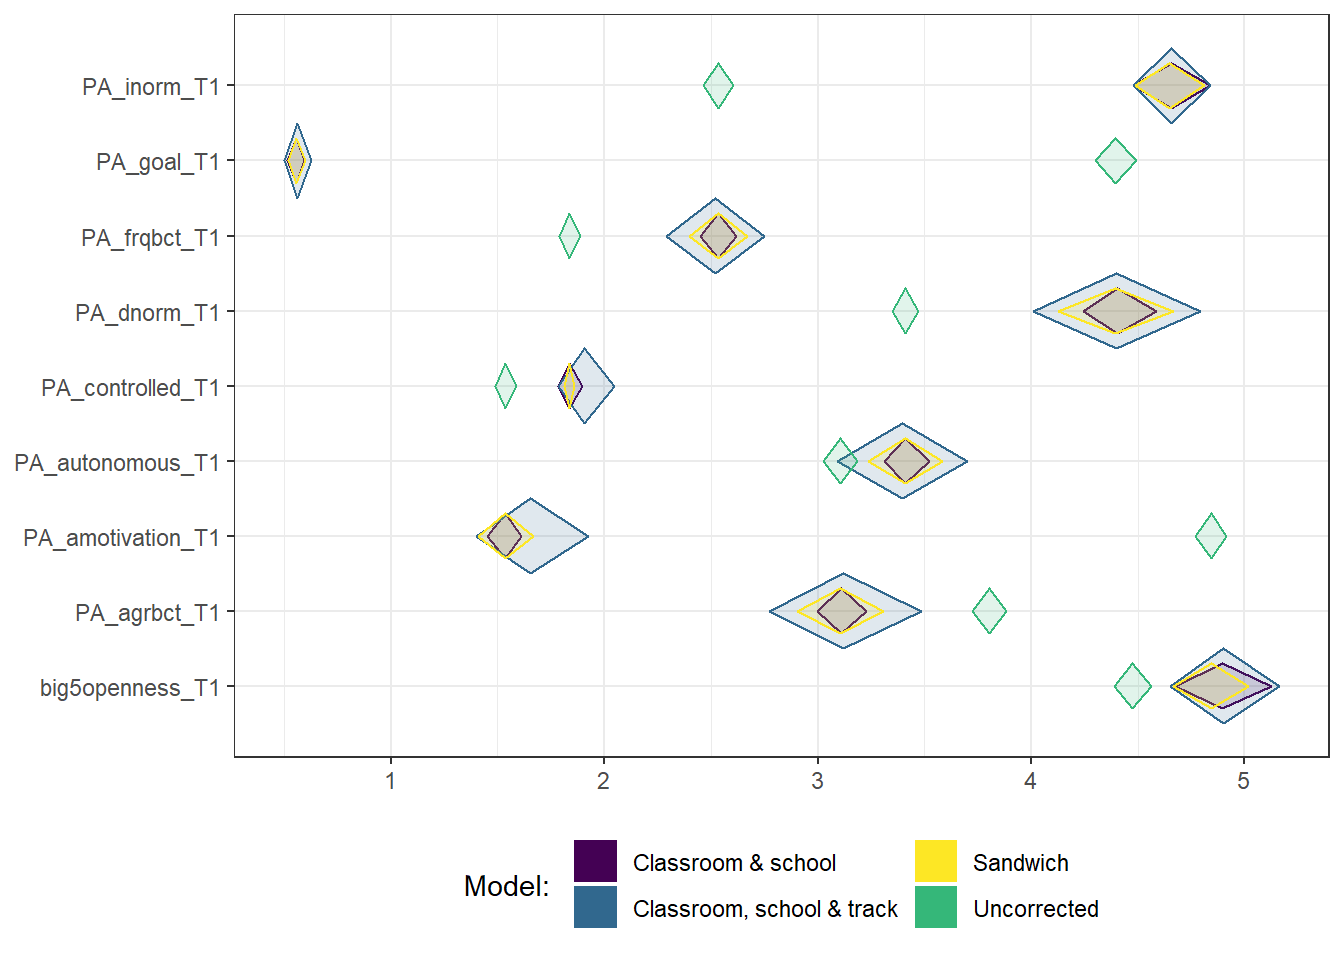 PA_inorm_T1
PA_goal_T1
PA_frqbct_T1
PA_dnorm_T1
PA_controlled_T1
PA_autonomous_T1
PA_amotivation_T1
PA_agrbct_T1
big5openness_T1
1 2 3 4 5
Model:
Classroom & school
Sandwich
Classroom, school & track
Uncorrected